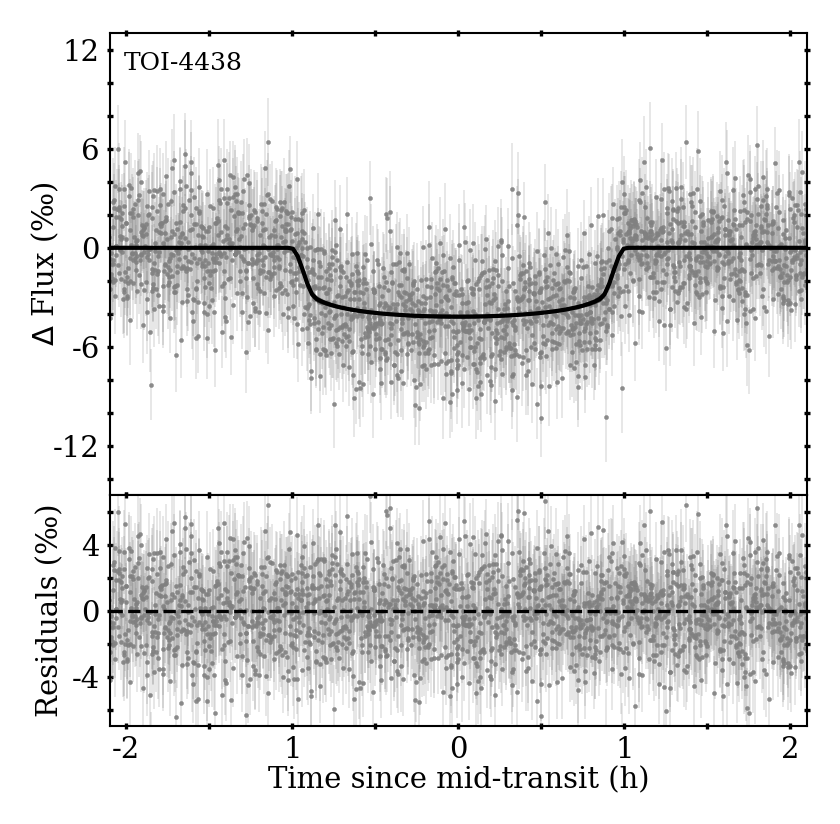 12
TOI-4438
6
0
-6
-12
Δ Flux (‰)
4
0
-4
Residuals (‰)
-2 1 0 1 2
Time since mid-transit (h)